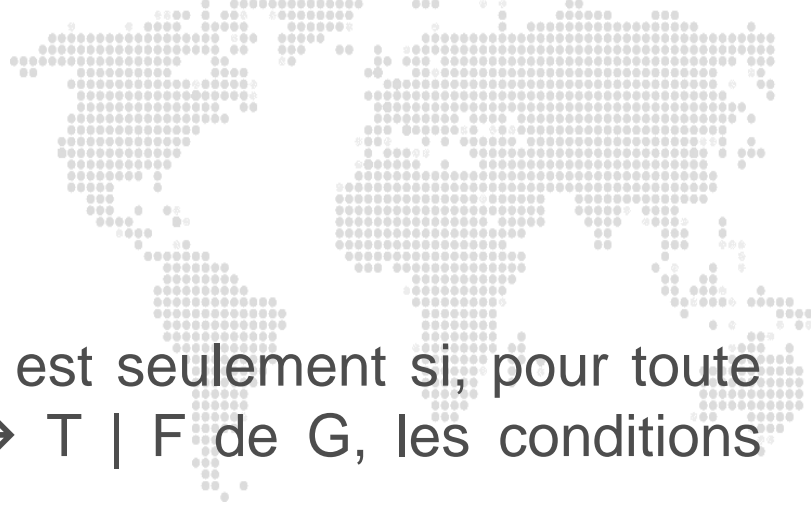 est seulement si, pour toute
→ T | F de G, les conditions